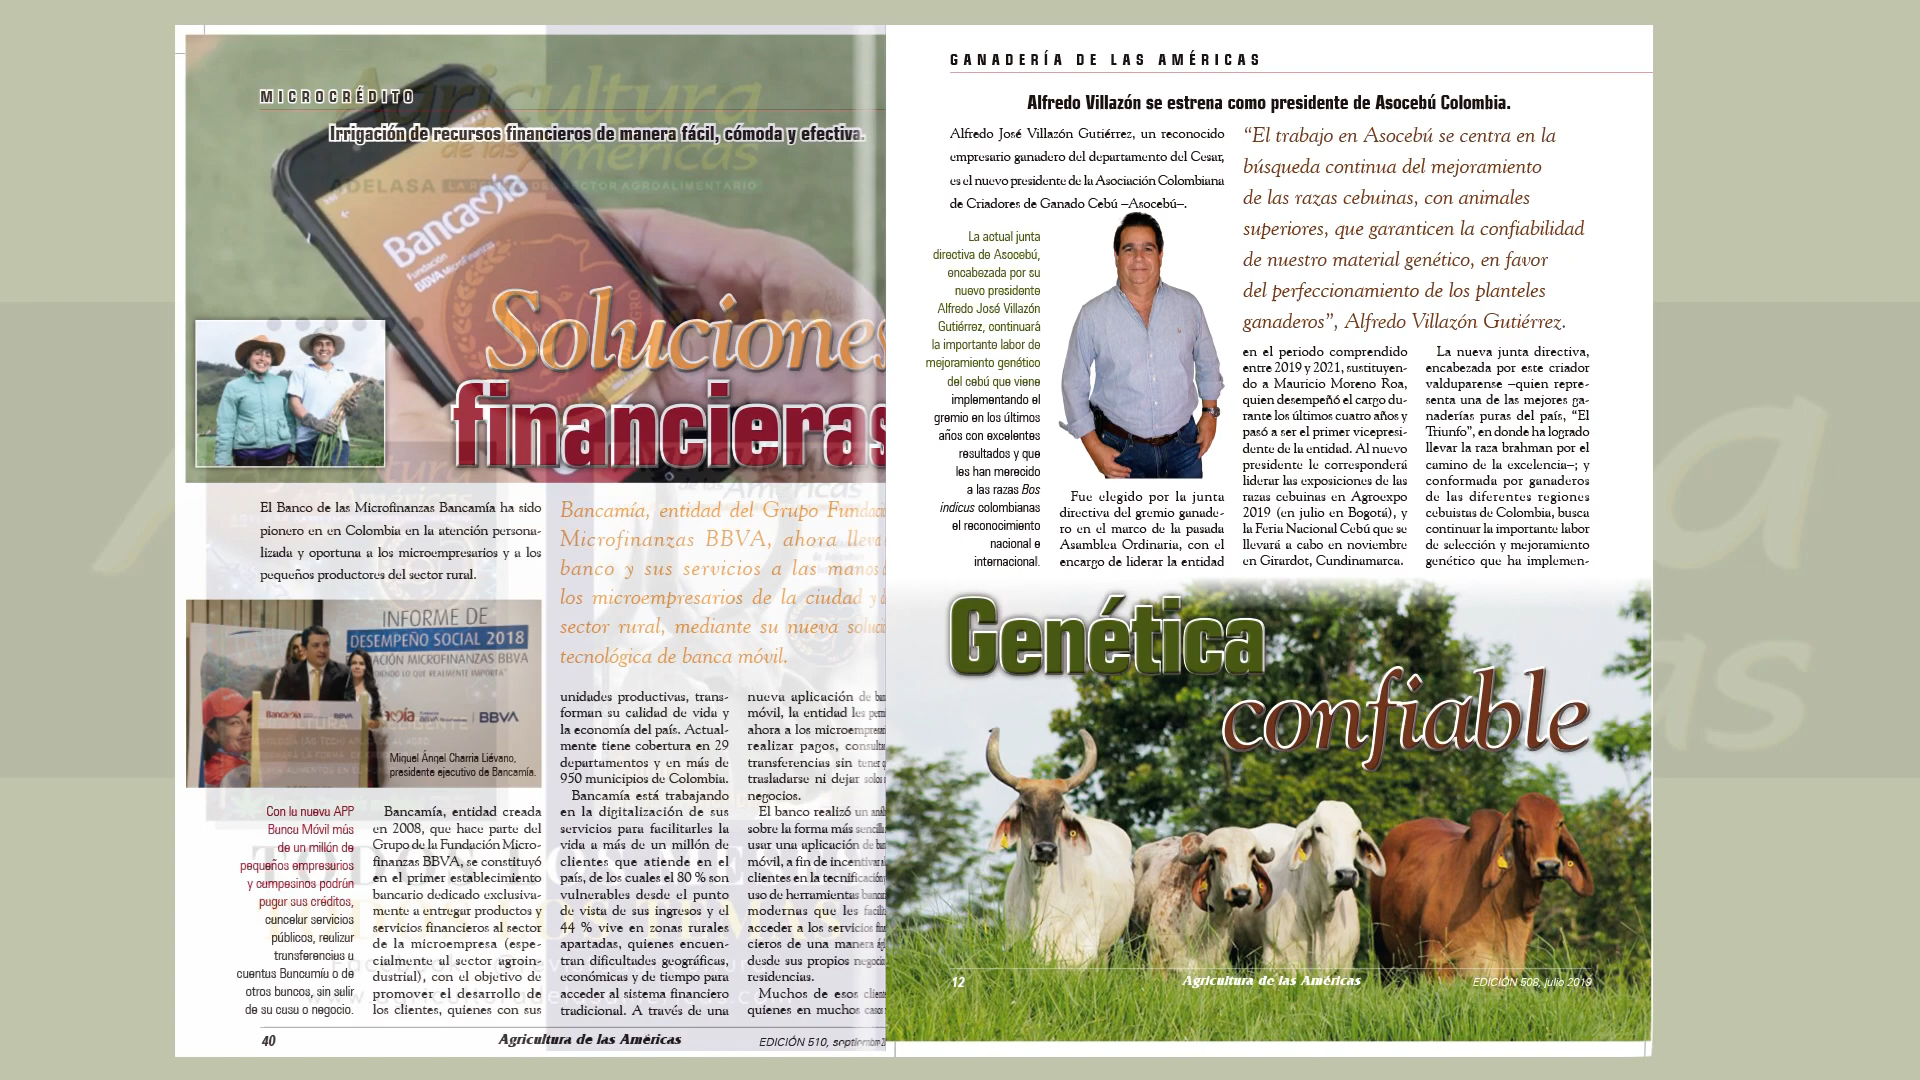 MICROCRÉDITO
Irrigación de recursos financieros de manera fácil, cómoda y efectiva.
Agricultura
de las Américas
Bancamía
Fundación
BBVA MicroFinanzas
Soluciones
financieras
El Banco de las Microfinanzas Bancamía ha sido
pionero en en Colombia en la atención persona-
lizada y oportuna a los microempresarios y a los
pequeños productores del sector rural.
Bancamía, entidad del Grupo Fundación
Microfinanzas BBVA, ahora lleva
banco y sus servicios a las manos
los microempresarios de la ciudad y
sector rural, mediante su nueva
tecnológica de banca móvil.
INFORME DE
DESEMPEÑO SOCIAL 2018
MICROFINANZAS BBVA
Bancamía
BBVA
Miguel Ángel Charria Liévano,
presidente ejecutivo de Bancamía.
Con la nueva APP
Banca Móvil más
de un millón de
pequeños empresarios
y campesinos podrán
pagar sus créditos,
cancelar servicios
públicos, realizar
transferencias a
cuentas Bancamía o de
otros bancos, sin salir
de su casa o negocio.
Bancamía, entidad creada
en 2008, que hace parte del
Grupo de la Fundación Micro-
finanzas BBVA, se constituyó
en el primer establecimiento
bancario dedicado exclusiva-
mente a entregar productos y
servicios financieros al sector
de la microempresa (espe-
cialmente al sector agroin-
dustrial), con el objetivo de
promover el desarrollo de
los clientes, quienes con sus
unidades productivas, trans-
forman su calidad de vida y
la economía del país. Actual-
mente tiene cobertura en 29
departamentos y en más de
950 municipios de Colombia.
Bancamía está trabajando
en la digitalización de sus
servicios para facilitarles la
vida a más de un millón de
clientes que atiende en el
país, de los cuales el 80 % son
vulnerables desde el punto
de vista de sus ingresos y el
44 % vive en zonas rurales
apartadas, quienes encuen-
tran dificultades geográficas,
económicas y de tiempo para
acceder al sistema financiero
tradicional. A través de una
nueva aplicación de
móvil, la entidad les
ahora a los
realizar pagos,
transferencias sin
trasladarse ni dejar
negocios.
El banco realizó un
sobre la forma más
usar una aplicación de
móvil, a fin de
clientes en la tecnificación
uso de herramientas
modernas que les
acceder a los servicios
cieros de una manera
desde sus propios
residencias.
Muchos de esos
quienes en muchos
40
Agricultura de las Américas
EDICIÓN 510,
GANADERÍA DE LAS AMÉRICAS
Alfredo Villazón se estrena como presidente de Asocebú Colombia.
Alfredo José Villazón Gutiérrez, un reconocido
empresario ganadero del departamento del Cesar,
es el nuevo presidente de la Asociación Colombiana
de Criadores de Ganado Cebú –Asocebú–.
La actual junta
directiva de Asocebú,
encabezada por su
nuevo presidente
Alfredo José Villazón
Gutiérrez, continuará
la importante labor de
mejoramiento genético
del cebú que viene
implementando el
gremio en los últimos
años con excelentes
resultados y que
les han merecido
a las razas Bos
indicus colombianas
el reconocimiento
nacional e
internacional.
“El trabajo en Asocebú se centra en la
búsqueda continua del mejoramiento
de las razas cebuinas, con animales
superiores, que garanticen la confiabilidad
de nuestro material genético, en favor
del perfeccionamiento de los planteles
ganaderos”, Alfredo Villazón Gutiérrez.
Fue elegido por la junta
directiva del gremio ganade-
ro en el marco de la pasada
Asamblea Ordinaria, con el
encargo de liderar la entidad
en el periodo comprendido
entre 2019 y 2021, sustituyen-
do a Mauricio Moreno Roa,
quien desempeñó el cargo du-
rante los últimos cuatro años y
pasó a ser el primer vicepresi-
dente de la entidad. Al nuevo
presidente le corresponderá
liderar las exposiciones de las
razas cebuinas en Agroexpo
2019 (en julio en Bogotá), y
la Feria Nacional Cebú que se
llevará a cabo en noviembre
en Girardot, Cundinamarca.
La nueva junta directiva,
encabezada por este criador
valduparense –quien repre-
senta una de las mejores ga-
naderías puras del país, “El
Triunfo”, en donde ha logrado
llevar la raza brahman por el
camino de la excelencia–; y
conformada por ganaderos
de las diferentes regiones
cebuistas de Colombia, busca
continuar la importante labor
de selección y mejoramiento
genético que ha implemen-
Genética
confiable
12
Agricultura de las Américas
EDICIÓN 508, julio 2019